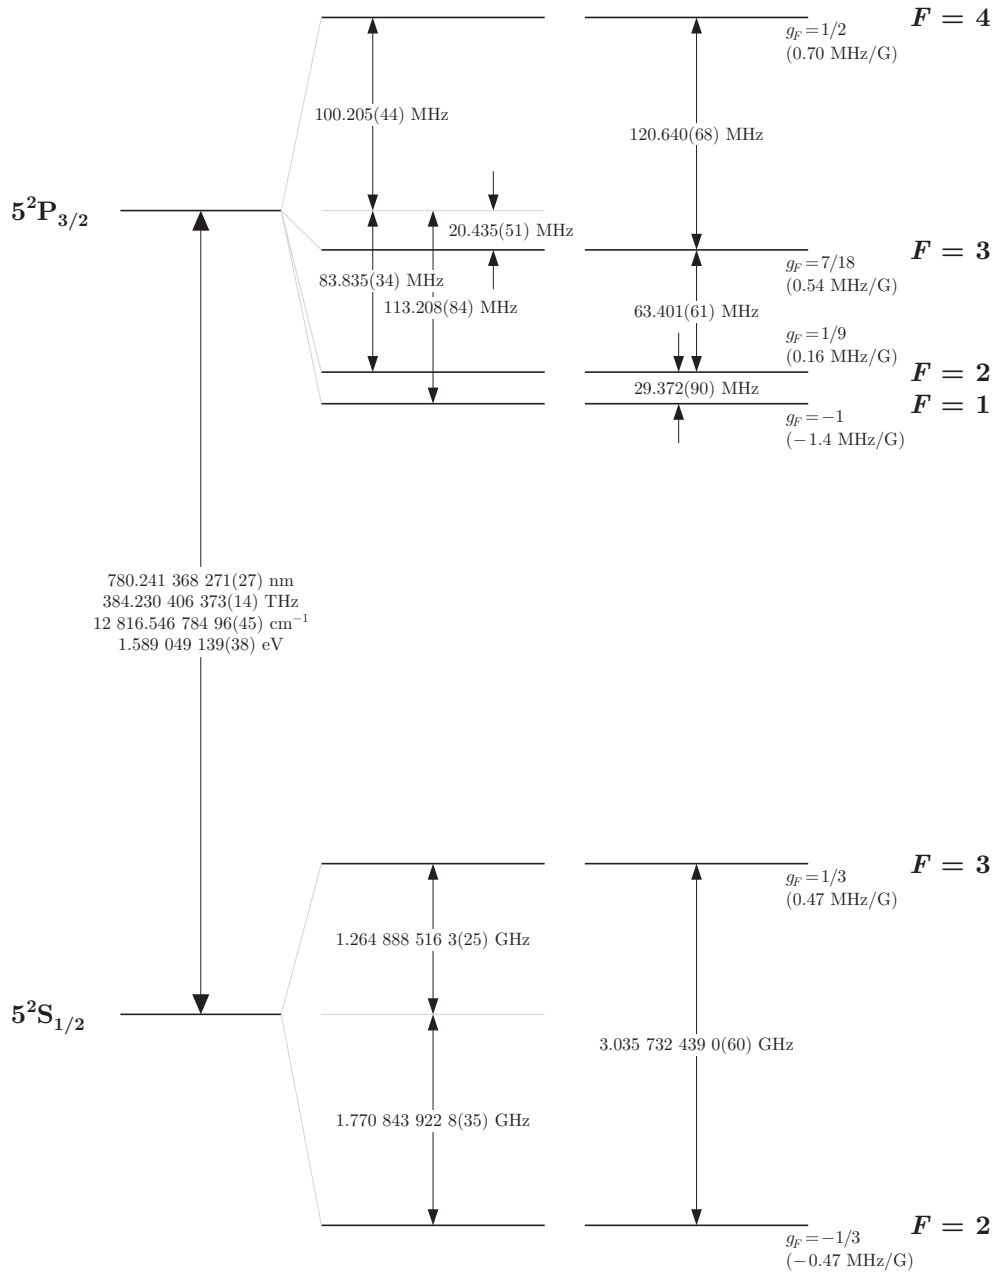 F = 4
g_F = 1/2
(0.70 MHz/G)
100.205(44) MHz
120.640(68) MHz
5²P₃/₂
20.435(51) MHz
F = 3
g_F = 7/18
(0.54 MHz/G)
83.835(34) MHz
113.208(84) MHz
63.401(61) MHz
g_F = 1/9
(0.16 MHz/G)
F = 2
29.372(90) MHz
F = 1
g_F = −1
(−1.4 MHz/G)
780.241 368 271(27) nm
384.230 406 373(14) THz
12 816.546 784 96(45) cm⁻¹
1.589 049 139(38) eV
F = 3
g_F = 1/3
(0.47 MHz/G)
1.264 888 516 3(25) GHz
5²S₁/₂
3.035 732 439 0(60) GHz
1.770 843 922 8(35) GHz
F = 2
g_F = −1/3
(−0.47 MHz/G)